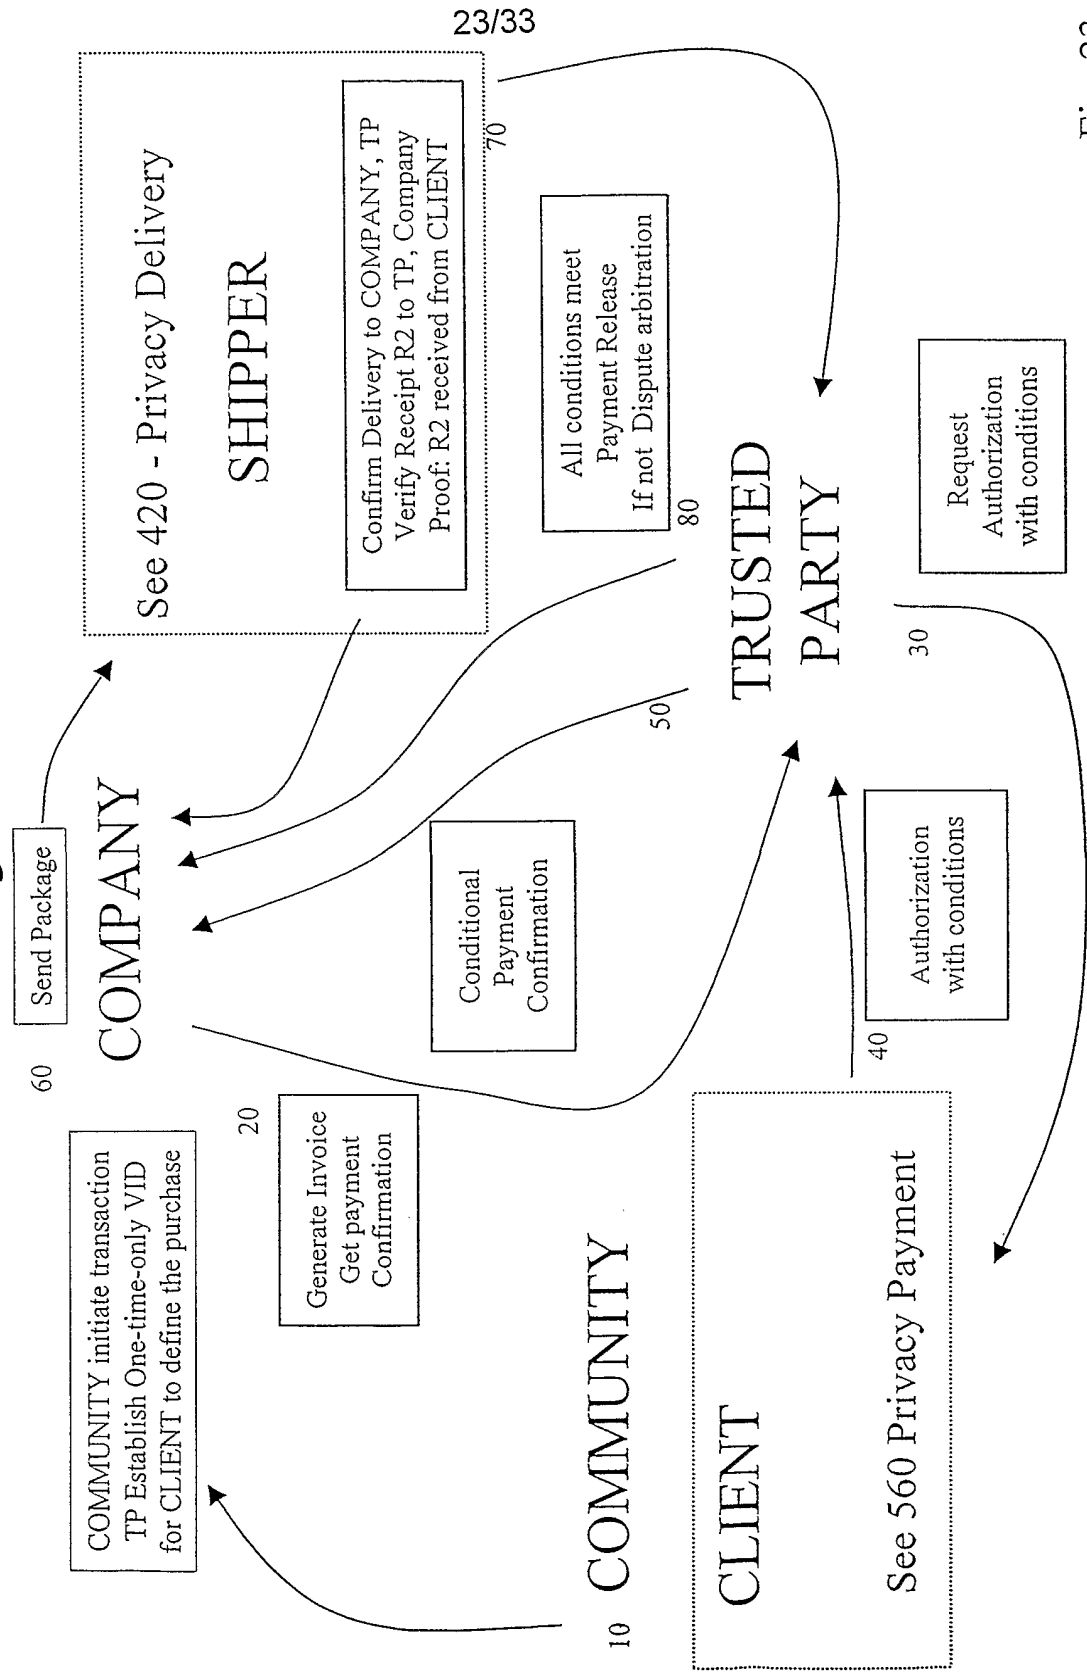 23/33
60
Send Package
COMPANY
COMMUNITY initiate transaction
TP Establish One-time-only VID
for CLIENT to define the purchase
20
Generate Invoice
Get payment
Confirmation
10
COMMUNITY
CLIENT
See 560 Privacy Payment
See 420 - Privacy Delivery
SHIPPER
Confirm Delivery to COMPANY, TP
Verify Receipt R2 to TP, Company
Proof: R2 received from CLIENT
70
All conditions meet
Payment Release
If not Dispute arbitration
80
50
Conditional
Payment
Confirmation
TRUSTED
PARTY
30
Request
Authorization
with conditions
40
Authorization
with conditions